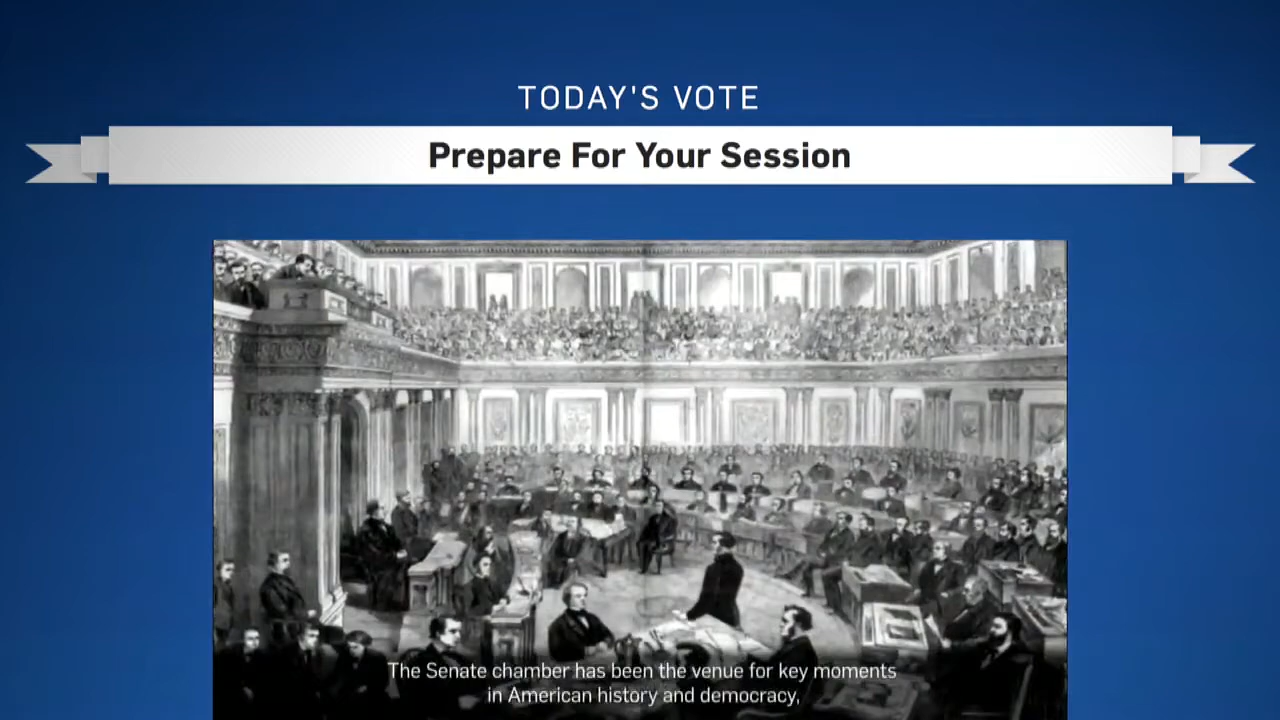 TODAY'S VOTE
Prepare For Your Session
The Senate chamber has been the venue for key moments
in American history and democracy,